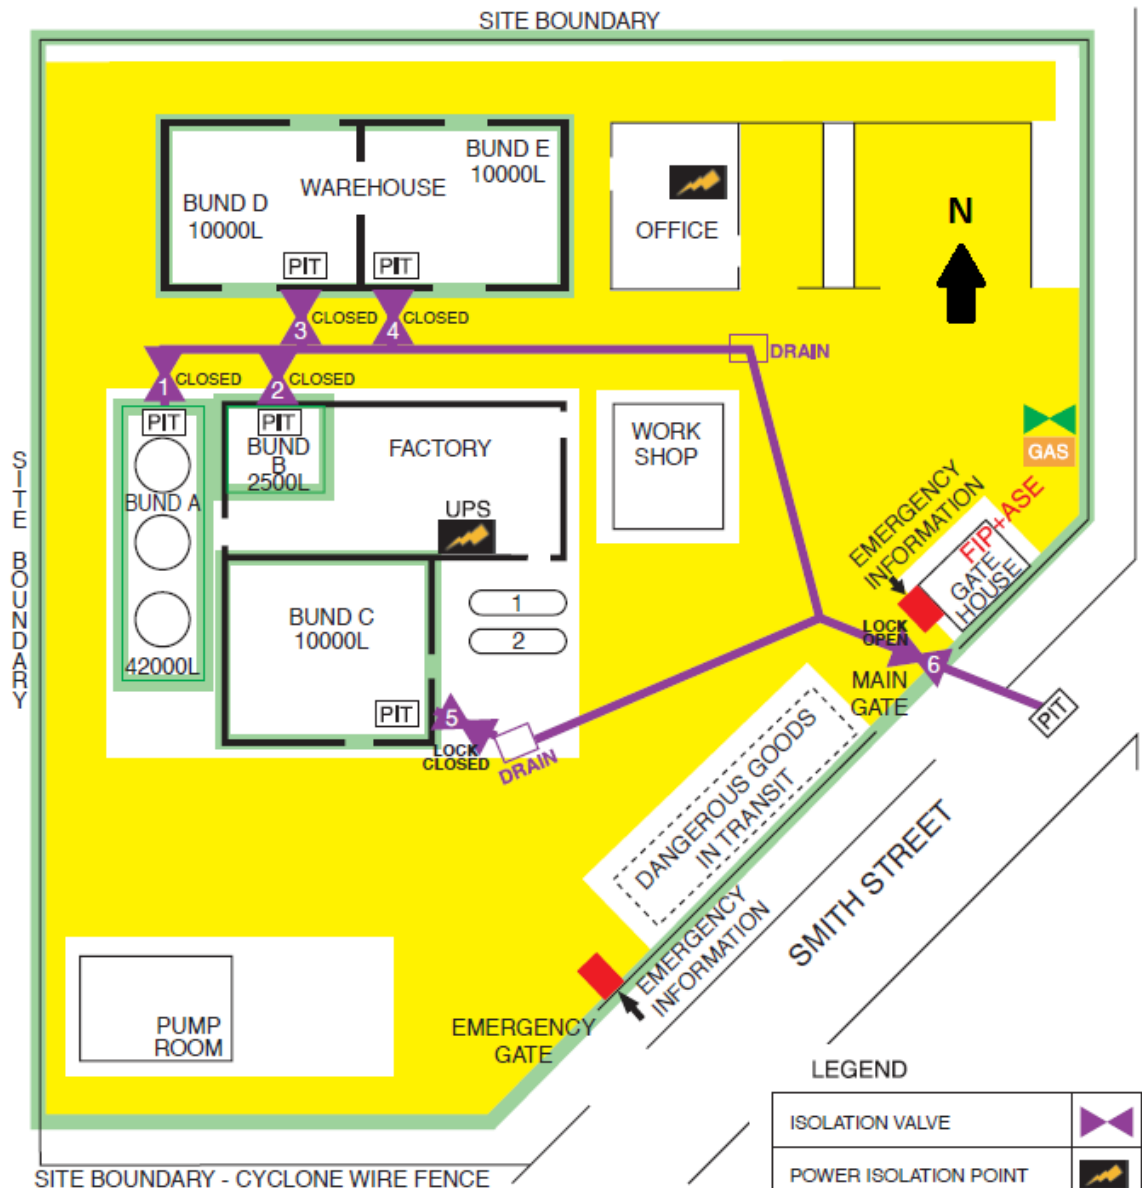 SITE BOUNDARY
BUND D
10000L
WAREHOUSE
BUND E
10000L
PIT
PIT
OFFICE
N
3
CLOSED
4
CLOSED
DRAIN
1
CLOSED
2
CLOSED
SITE BOUNDARY
PIT
BUND A
42000L
PIT
BUND
B
2500L
FACTORY
UPS
WORK
SHOP
GAS
EMERGENCY
INFORMATION
FIP+ASE
GATE
HOUSE
BUND C
10000L
PIT
1
2
5
LOCK
CLOSED
DRAIN
LOCK
OPEN
6
MAIN
GATE
PIT
DANGEROUS GOODS
IN TRANSIT
SMITH STREET
EMERGENCY
INFORMATION
EMERGENCY
GATE
PUMP
ROOM
SITE BOUNDARY - CYCLONE WIRE FENCE
LEGEND
ISOLATION VALVE
POWER ISOLATION POINT